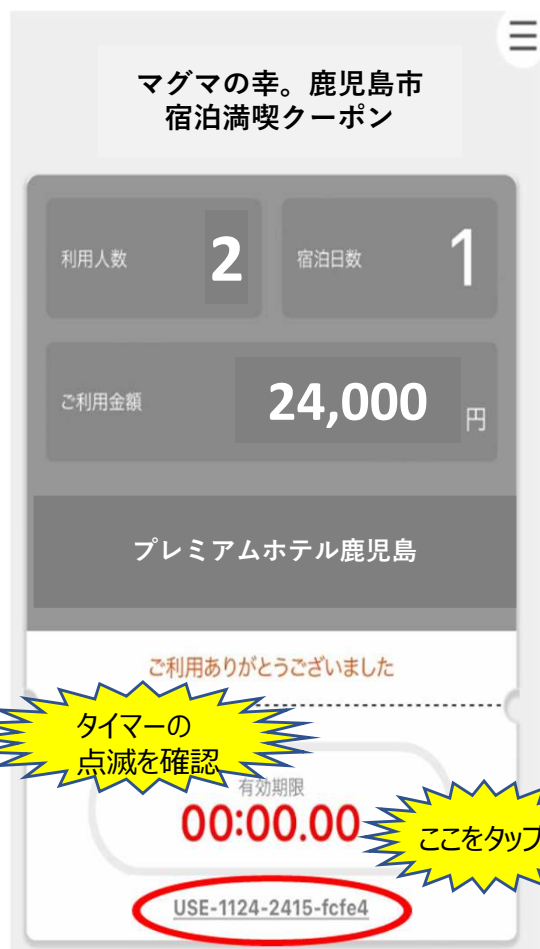 マグマの幸。鹿児島市
宿泊満喫クーポン
利用人数 2 宿泊日数 1
ご利用金額 24,000 円
プレミアムホテル鹿児島
ご利用ありがとうございました
タイマーの
点滅を確認
有効期限
00:00.00
ここをタップ
USE-1124-2415-fcfe4